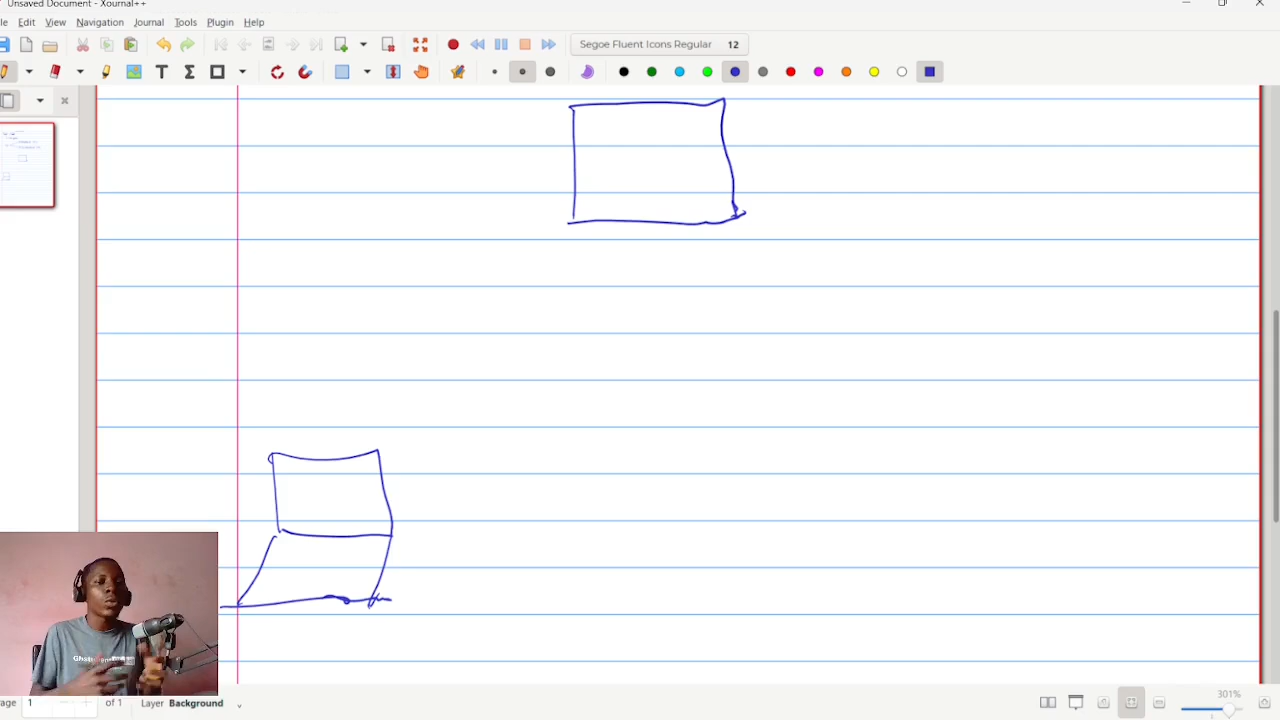 Unsaved Document - Xournal++
le Edit View Navigation Journal Tools Plugin Help
Segoe Fluent Icons Regular 12
Page 1 of 1 Layer Background
301%